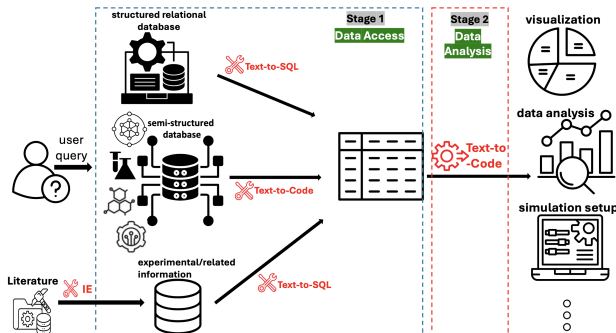 structured relational
database
Stage 1
Data Access
Stage 2
Data
Analysis
visualization
Text-to-SQL
user
query
semi-structured
database
Text-to-Code
data analysis
Text-to
-Code
simulation setup
experimental/related
information
Text-to-SQL
Literature
IE